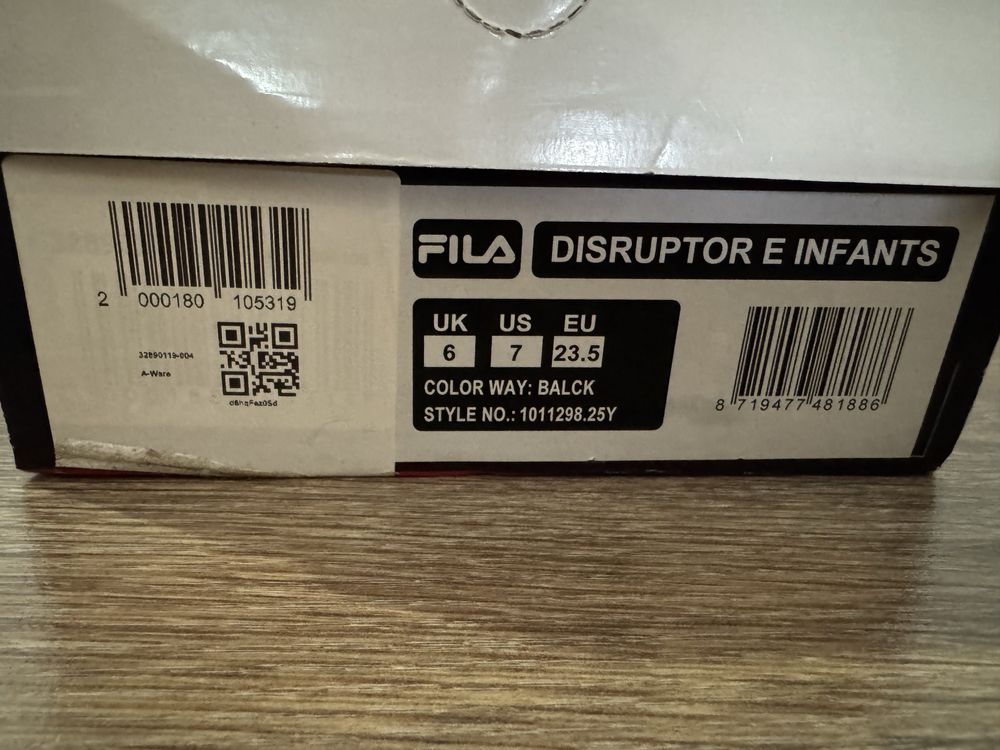 2 000180 105319
32890119-004
A-Ware
FILA
DISRUPTOR E INFANTS
UK US EU
6 7 23.5
COLOR WAY: BALCK
STYLE NO.: 1011298.25Y
8 719477 481886